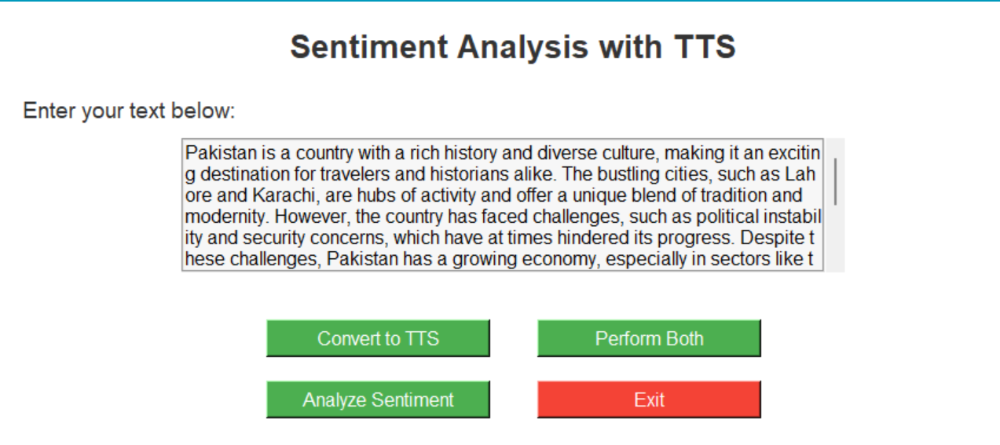 Sentiment Analysis with TTS
Enter your text below:
Pakistan is a country with a rich history and diverse culture, making it an excitin
g destination for travelers and historians alike. The bustling cities, such as Lah
ore and Karachi, are hubs of activity and offer a unique blend of tradition and
modernity. However, the country has faced challenges, such as political instabil
ity and security concerns, which have at times hindered its progress. Despite t
hese challenges, Pakistan has a growing economy, especially in sectors like t
Convert to TTS
Perform Both
Analyze Sentiment
Exit